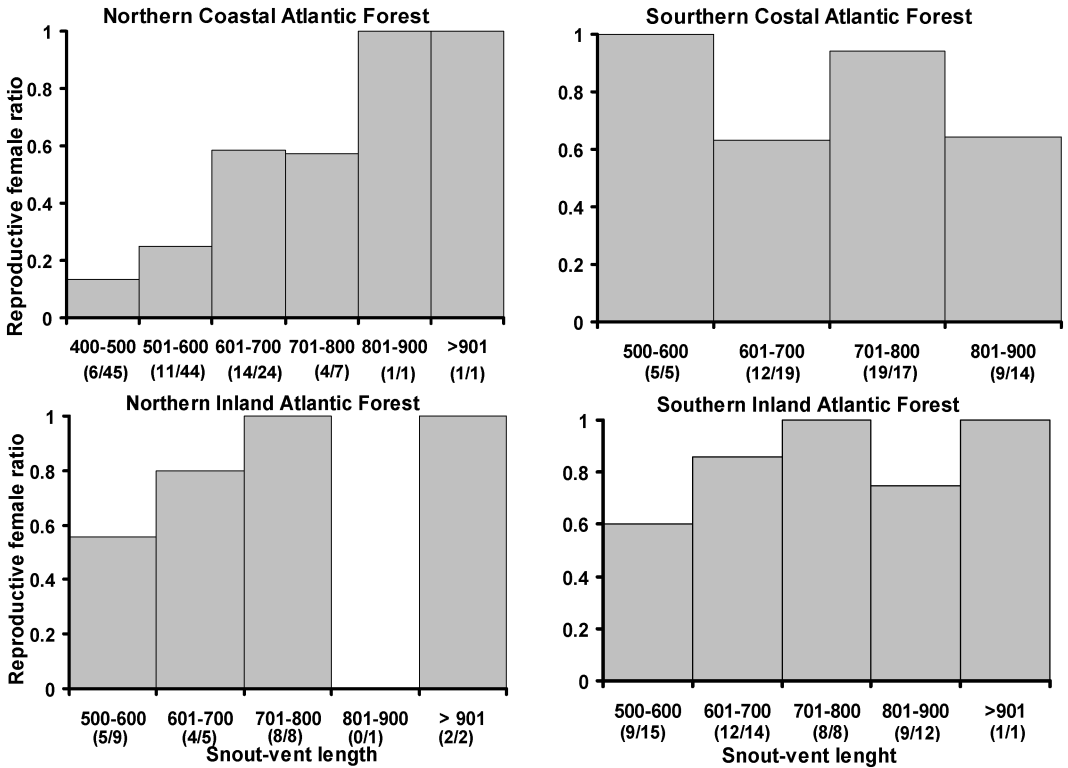 Northern Coastal Atlantic Forest
Reproductive female ratio
1
0.8
0.6
0.4
0.2
0
400-500 501-600 601-700 701-800 801-900 >901
(6/45) (11/44) (14/24) (4/7) (1/1) (1/1)
Sourthern Costal Atlantic Forest
1
0.8
0.6
0.4
0.2
0
500-600 601-700 701-800 801-900
(5/5) (12/19) (19/17) (9/14)
Northern Inland Atlantic Forest
Reproductive female ratio
1
0.8
0.6
0.4
0.2
0
500-600 601-700 701-800 801-900 > 901
(5/9) (4/5) (8/8) (0/1) (2/2)
Snout-vent length
Southern Inland Atlantic Forest
1
0.8
0.6
0.4
0.2
0
500-600 601-700 701-800 801-900 >901
(9/15) (12/14) (8/8) (9/12) (1/1)
Snout-vent lenght